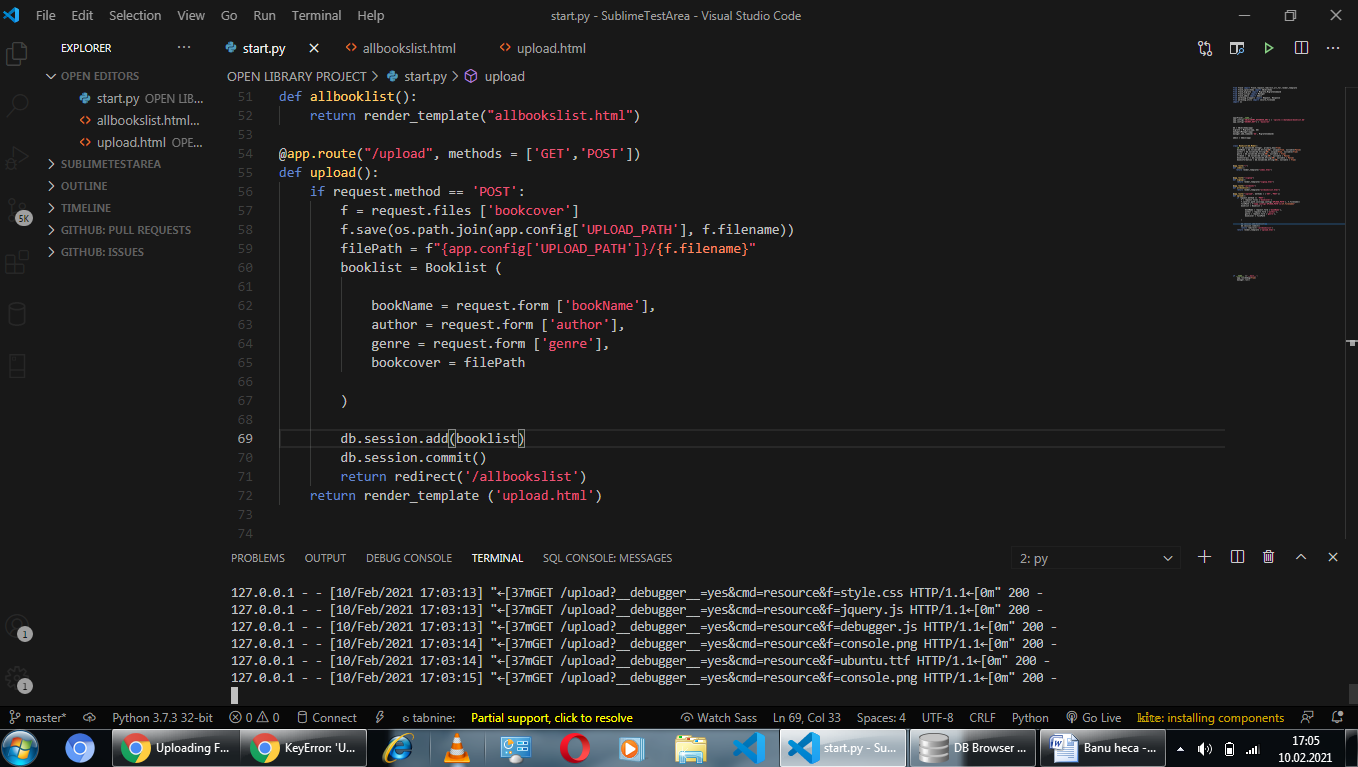 File Edit Selection View Go Run Terminal Help
start.py - SublimeTestArea - Visual Studio Code
EXPLORER
start.py
allbookslist.html
upload.html
OPEN EDITORS
start.py OPEN LIB...
allbookslist.html...
upload.html OPE...
SUBLIMETESTAREA
OUTLINE
TIMELINE
GITHUB: PULL REQUESTS
GITHUB: ISSUES
5K
1
1
OPEN LIBRARY PROJECT > start.py > upload
51 def allbooklist():
52     return render_template("allbookslist.html")
53
54 @app.route("/upload", methods = ['GET','POST'])
55 def upload():
56     if request.method == 'POST':
57         f = request.files ['bookcover']
58         f.save(os.path.join(app.config['UPLOAD_PATH'], f.filename))
59         filePath = f"{app.config['UPLOAD_PATH']}/{f.filename}"
60         booklist = Booklist (
61
62             bookName = request.form ['bookName'],
63             author = request.form ['author'],
64             genre = request.form ['genre'],
65             bookcover = filePath
66
67         )
68
69         db.session.add(booklist)
70         db.session.commit()
71         return redirect('/allbookslist')
72     return render_template ('upload.html')
73
74
PROBLEMS OUTPUT DEBUG CONSOLE TERMINAL SQL CONSOLE: MESSAGES
2: py
127.0.0.1 - - [10/Feb/2021 17:03:13] "←[37mGET /upload?__debugger__=yes&cmd=resource&f=style.css HTTP/1.1←[0m" 200 -
127.0.0.1 - - [10/Feb/2021 17:03:13] "←[37mGET /upload?__debugger__=yes&cmd=resource&f=jquery.js HTTP/1.1←[0m" 200 -
127.0.0.1 - - [10/Feb/2021 17:03:13] "←[37mGET /upload?__debugger__=yes&cmd=resource&f=debugger.js HTTP/1.1←[0m" 200 -
127.0.0.1 - - [10/Feb/2021 17:03:14] "←[37mGET /upload?__debugger__=yes&cmd=resource&f=console.png HTTP/1.1←[0m" 200 -
127.0.0.1 - - [10/Feb/2021 17:03:14] "←[37mGET /upload?__debugger__=yes&cmd=resource&f=ubuntu.ttf HTTP/1.1←[0m" 200 -
127.0.0.1 - - [10/Feb/2021 17:03:15] "←[37mGET /upload?__debugger__=yes&cmd=resource&f=console.png HTTP/1.1←[0m" 200 -
master* Python 3.7.3 32-bit 0 0 Connect tabnine: Partial support, click to resolve Watch Sass Ln 69, Col 33 Spaces: 4 UTF-8 CRLF Python Go Live kite: installing components
Uploading F... KeyError: 'U... start.py - Su... DB Browser ... Banu heca -...
17:05
10.02.2021